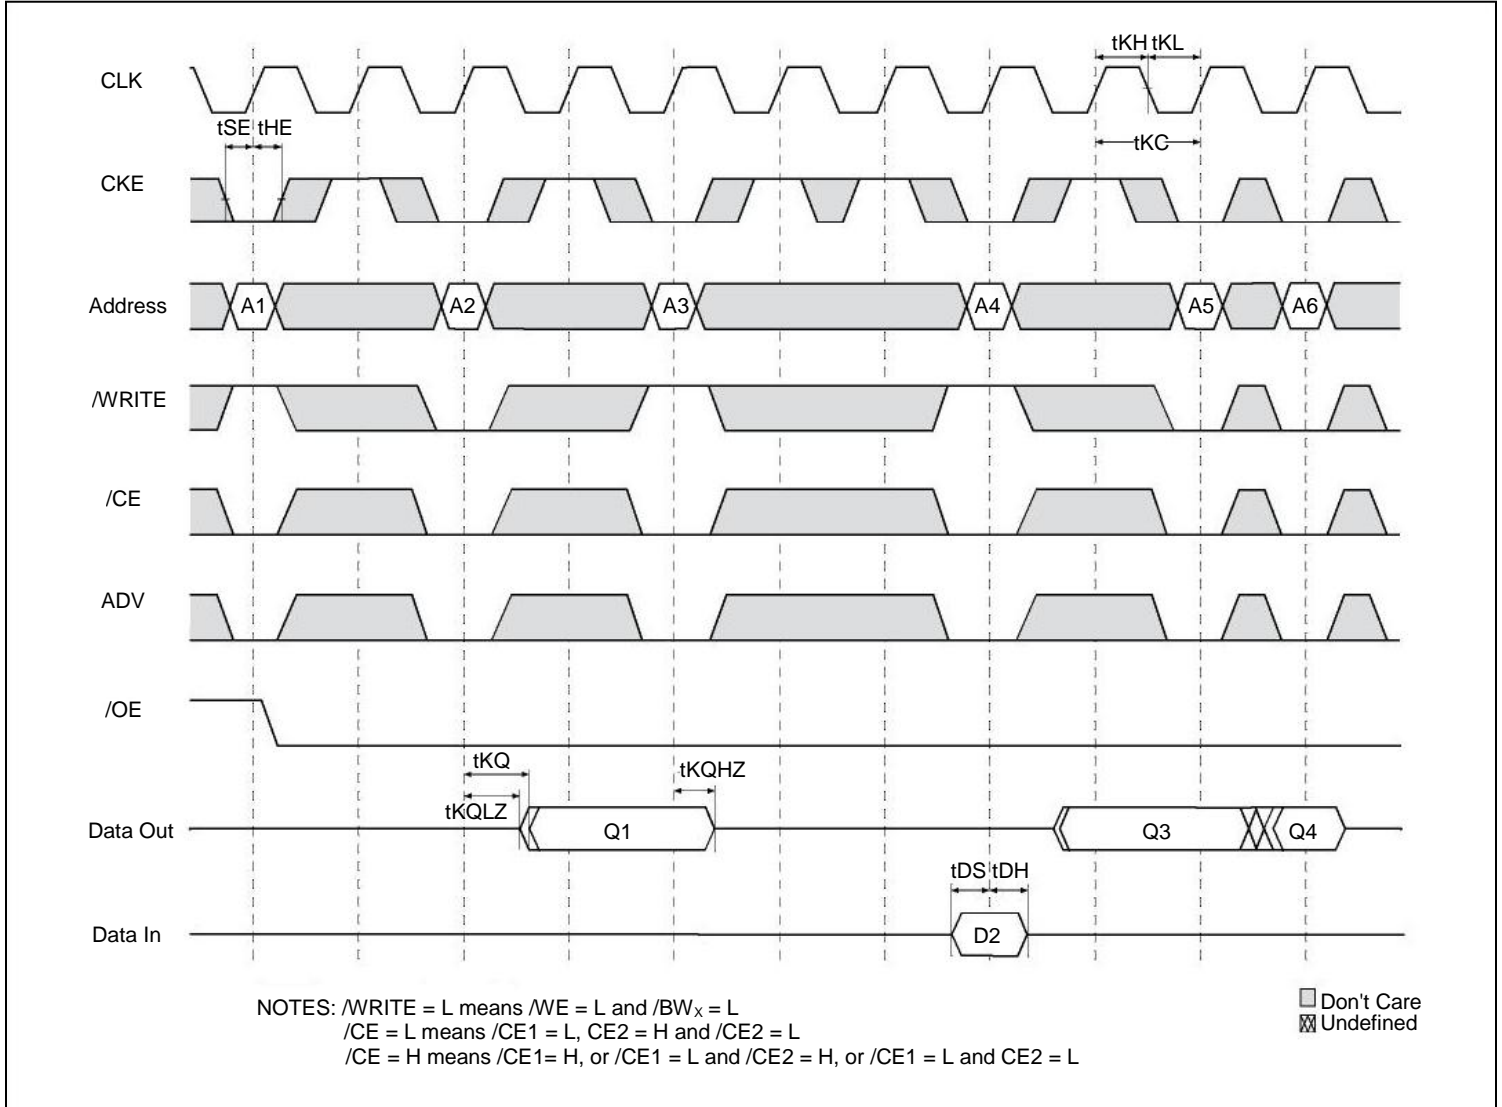 tKH tKL
CLK
tSE tHE
tKC
CKE
Address A1 A2 A3 A4 A5 A6
/WRITE
/CE
ADV
/OE
tKQ tKQHZ
tKQLZ
Data Out Q1 Q3 Q4
tDS tDH
Data In D2
NOTES: /WRITE = L means /WE = L and /BWX = L
/CE = L means /CE1 = L, CE2 = H and /CE2 = L
/CE = H means /CE1= H, or /CE1 = L and /CE2 = H, or /CE1 = L and CE2 = L
Don't Care
Undefined